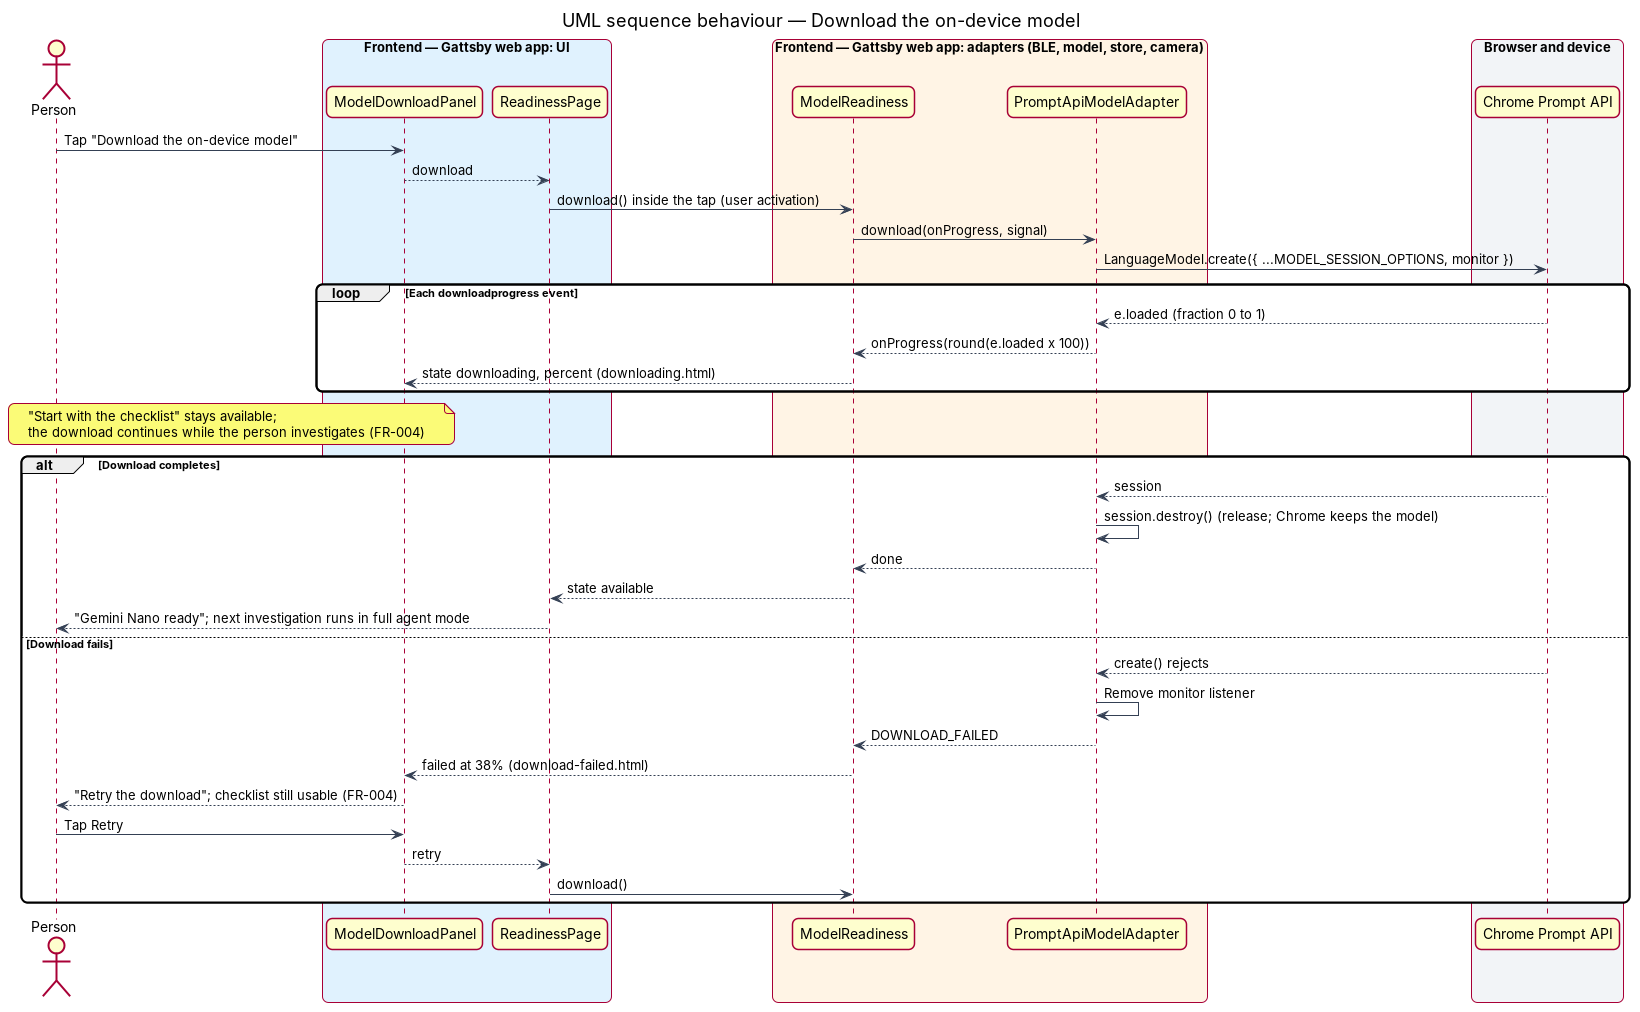 UML sequence behaviour — Download the on-device model
Frontend — Gattsby web app: UI
Frontend — Gattsby web app: adapters (BLE, model, store, camera)
Browser and device
Person
ModelDownloadPanel
ReadinessPage
ModelReadiness
PromptApiModelAdapter
Chrome Prompt API
Tap "Download the on-device model"
download
download() inside the tap (user activation)
download(onProgress, signal)
LanguageModel.create({ ...MODEL_SESSION_OPTIONS, monitor })
loop
[Each downloadprogress event]
e.loaded (fraction 0 to 1)
onProgress(round(e.loaded x 100))
state downloading, percent (downloading.html)
"Start with the checklist" stays available;
the download continues while the person investigates (FR-004)
alt
[Download completes]
session
session.destroy() (release; Chrome keeps the model)
done
state available
"Gemini Nano ready"; next investigation runs in full agent mode
[Download fails]
create() rejects
Remove monitor listener
DOWNLOAD_FAILED
failed at 38% (download-failed.html)
"Retry the download"; checklist still usable (FR-004)
Tap Retry
retry
download()
Person
ModelDownloadPanel
ReadinessPage
ModelReadiness
PromptApiModelAdapter
Chrome Prompt API